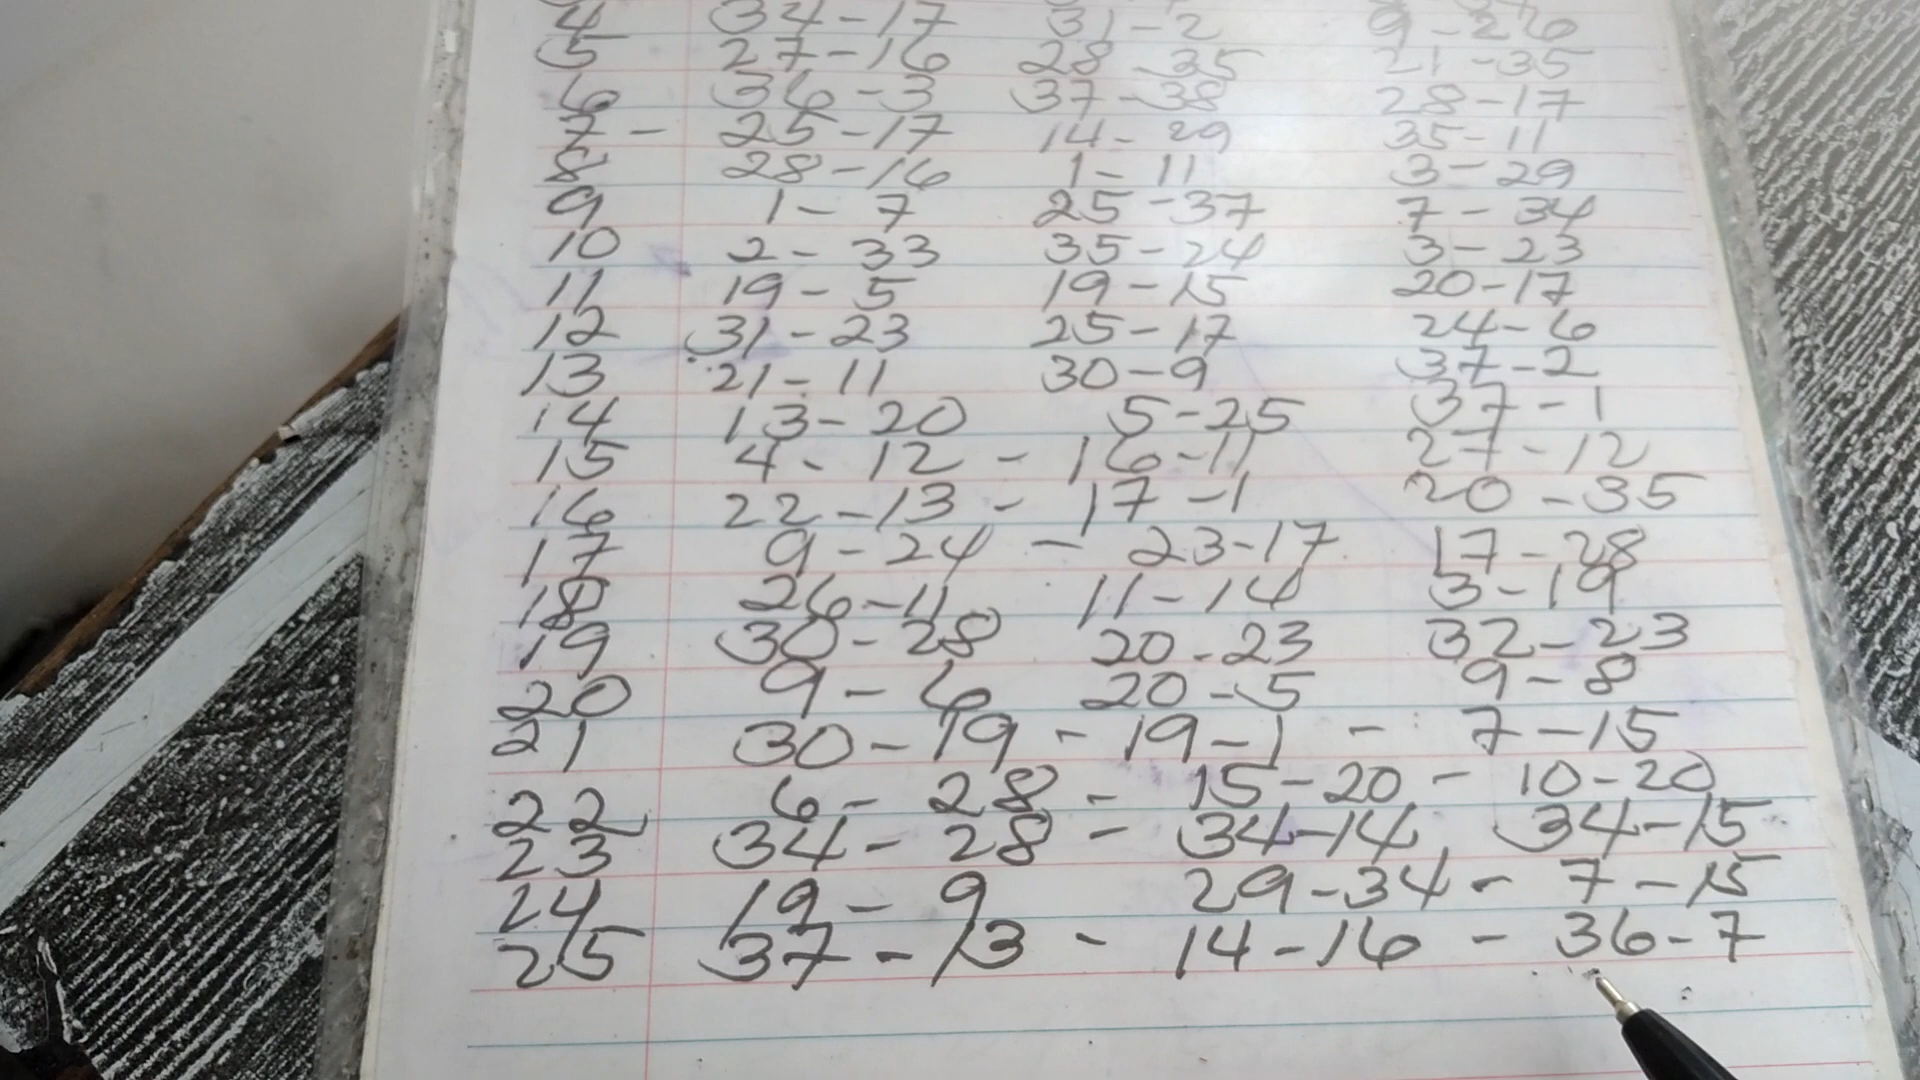 4 34-17 31-2 9-26
5 27-16 28-35 21-35
6 36-3 37-38 28-17
7 - 25-17 14-29 35-11
8 28-16 1-11 3-29
9 1-7 25-37 7-34
10 2-33 35-24 3-23
11 19-5 19-15 20-17
12 31-23 25-17 24-6
13 21-11 30-9 37-2
14 13-20 5-25 37-1
15 4-12 - 16-11 27-12
16 22-13 - 17-1 20-35
17 9-24 - 23-17 17-28
18 26-11 11-14 3-19
19 30-28 20-23 32-23
20 9-6 20-5 9-8
21 30-19 - 19-1 - 7-15
22 6-28 - 15-20 - 10-20
23 34-28 - 34-14 34-15
24 19-9 29-34 - 7-15
25 37-13 - 14-16 - 36-7